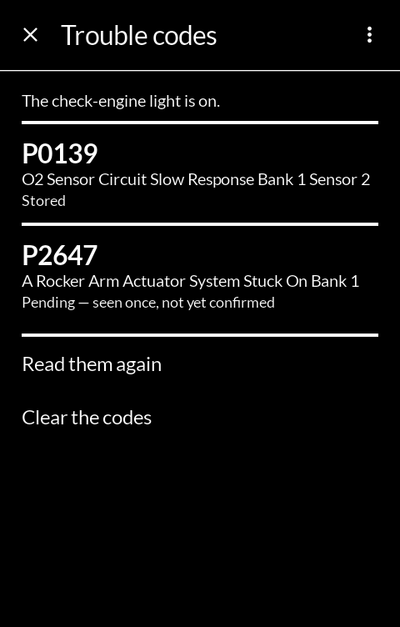 Trouble codes
The check-engine light is on.
P0139
O2 Sensor Circuit Slow Response Bank 1 Sensor 2
Stored
P2647
A Rocker Arm Actuator System Stuck On Bank 1
Pending — seen once, not yet confirmed
Read them again
Clear the codes